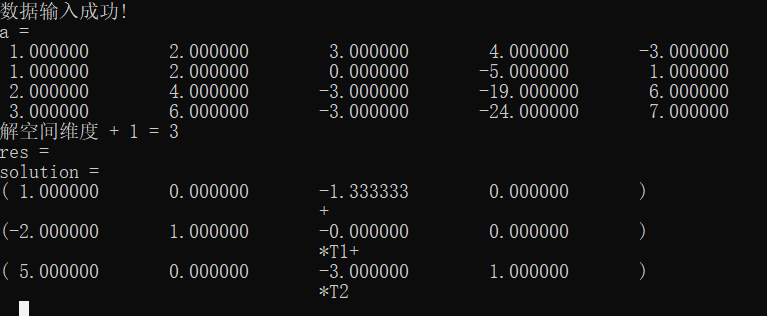 数据输入成功!
a =
1.000000 2.000000 3.000000 4.000000 -3.000000
1.000000 2.000000 0.000000 -5.000000 1.000000
2.000000 4.000000 -3.000000 -19.000000 6.000000
3.000000 6.000000 -3.000000 -24.000000 7.000000
解空间维度 + 1 = 3
res =
solution =
( 1.000000 0.000000 -1.333333 0.000000 )
+
(-2.000000 1.000000 -0.000000 0.000000 )
*T1+
( 5.000000 0.000000 -3.000000 1.000000 )
*T2